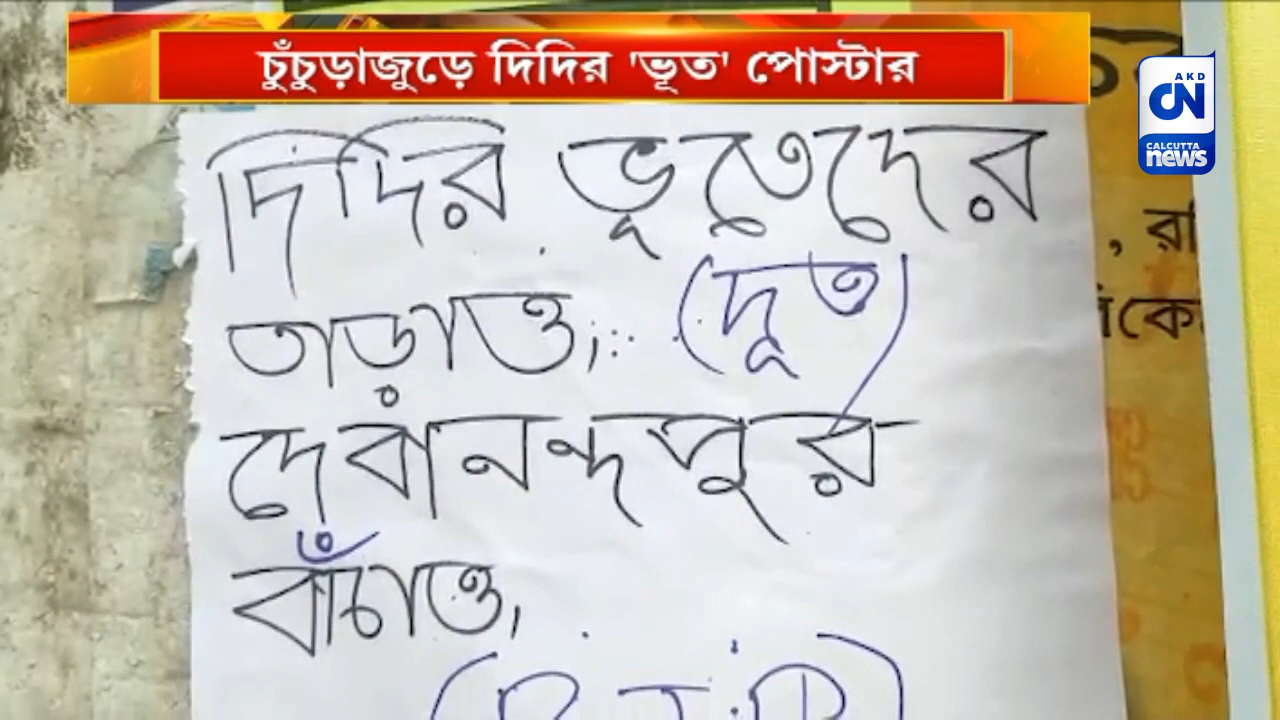 চুঁচুড়াজুড়ে দিদির 'ভূত' পোস্টার
AKD
CN
CALCUTTA
news
দিদির ভূতেদের
তাড়াও, (দূত)
দেবানন্দপুর
বাঁচাও,
, রা